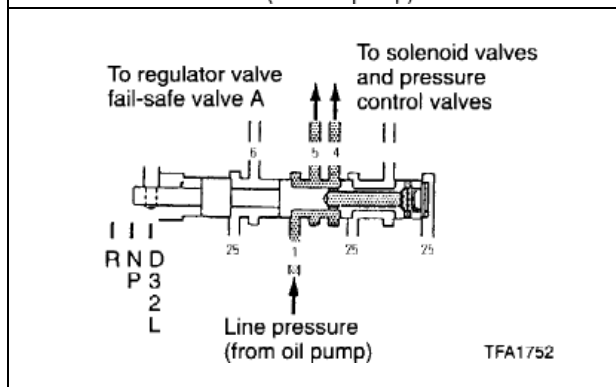 To regulator valve
fail-safe valve A
To solenoid valves
and pressure
control valves
6 5 4
25 1 25 25
R N D
P 3
2
L
Line pressure
(from oil pump)
TFA1752